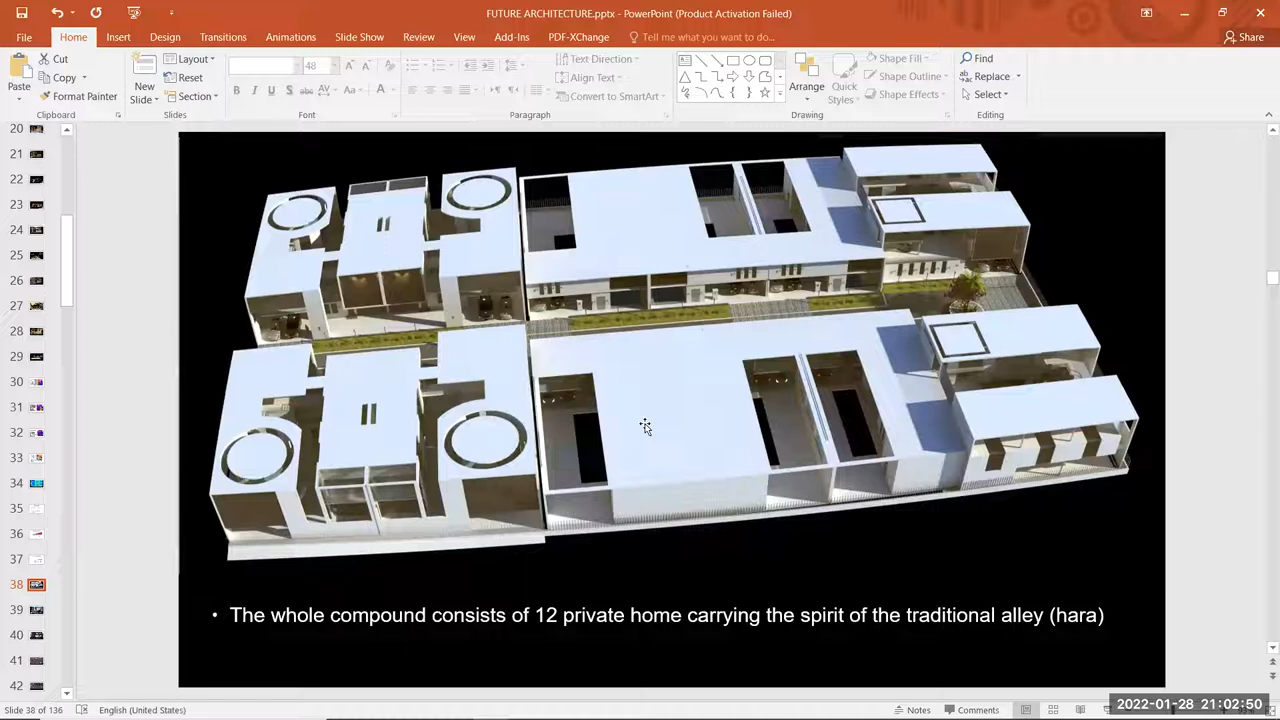 FUTURE ARCHITECTURE.pptx - PowerPoint (Product Activation Failed)
File Home Insert Design Transitions Animations Slide Show Review View Add-Ins PDF-XChange Tell me what you want to do... Share
Paste Cut
Copy
Format Painter
Clipboard
New Slide Layout
Reset
Section
Slides
48
B I U S abc AV Aa A
Font
Text Direction
Align Text
Convert to SmartArt
Paragraph
Arrange
Quick Styles
Shape Fill
Shape Outline
Shape Effects
Drawing
Find
Replace
Select
Editing
20
21
22
23
24
25
26
27
28
29
30
31
32
33
34
35
36
37
38
39
40
41
42
• The whole compound consists of 12 private home carrying the spirit of the traditional alley (hara)
Slide 38 of 136 English (United States) Notes Comments
2022-01-28 21:02:50